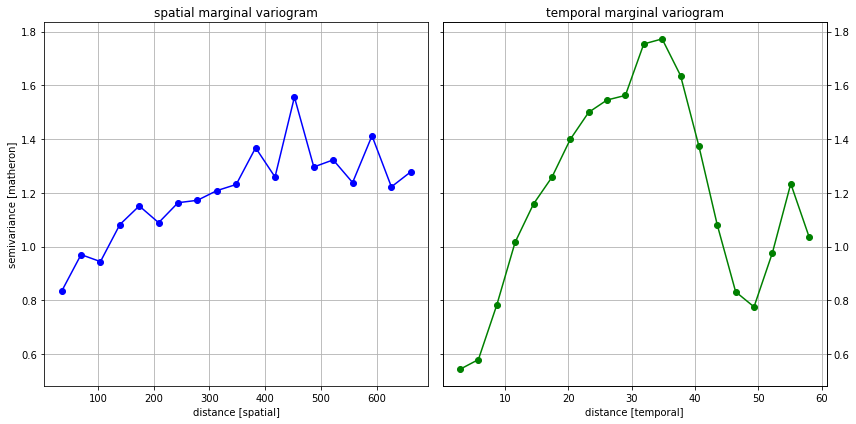 spatial marginal variogram
temporal marginal variogram
semivariance [matheron]
1.8
1.6
1.4
1.2
1.0
0.8
0.6
100 200 300 400 500 600
distance [spatial]
1.8
1.6
1.4
1.2
1.0
0.8
0.6
10 20 30 40 50 60
distance [temporal]